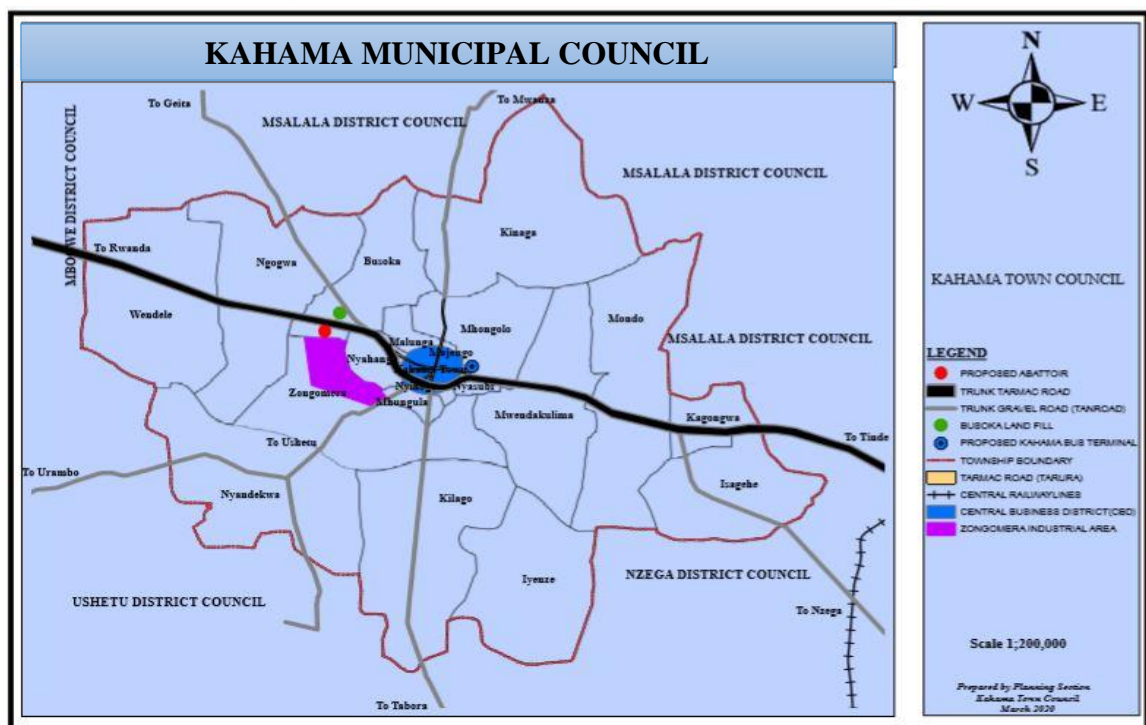 KAHAMA MUNICIPAL COUNCIL
To Geita
To Mwanza
MSALALA DISTRICT COUNCIL
MSALALA DISTRICT COUNCIL
MBOGWE DISTRICT COUNCIL
Kinaga
To Rwanda
Ngogwa
Busoka
Wendele
Mondo
Mhongolo
Malunga
MSALALA DISTRICT COUNCIL
Majengo
Nyahanga
Zongomera
Nyasubi
Mhungula
Mwendakulima
Kagongwa
To Ushetu
To Tinde
To Urambo
Nyandekwa
Kilago
Isagehe
Iyenze
NZEGA DISTRICT COUNCIL
USHETU DISTRICT COUNCIL
To Nzega
To Tabora
N
W
E
S
KAHAMA TOWN COUNCIL
LEGEND
PROPOSED ABATTOIR
TRUNK TARMAC ROAD
TRUNK GRAVEL ROAD (TANROAD)
BUSOKA LAND FILL
PROPOSED KAHAMA BUS TERMINAL
TOWNSHIP BOUNDARY
TARMAC ROAD (TARURA)
CENTRAL RAILWAYLINES
CENTRAL BUSINESS DISTRICT(CBD)
ZONGOMERA INDUSTRIAL AREA
Scale 1;200,000
Prepared by Planning Section
Kahama Town Council
March 2020